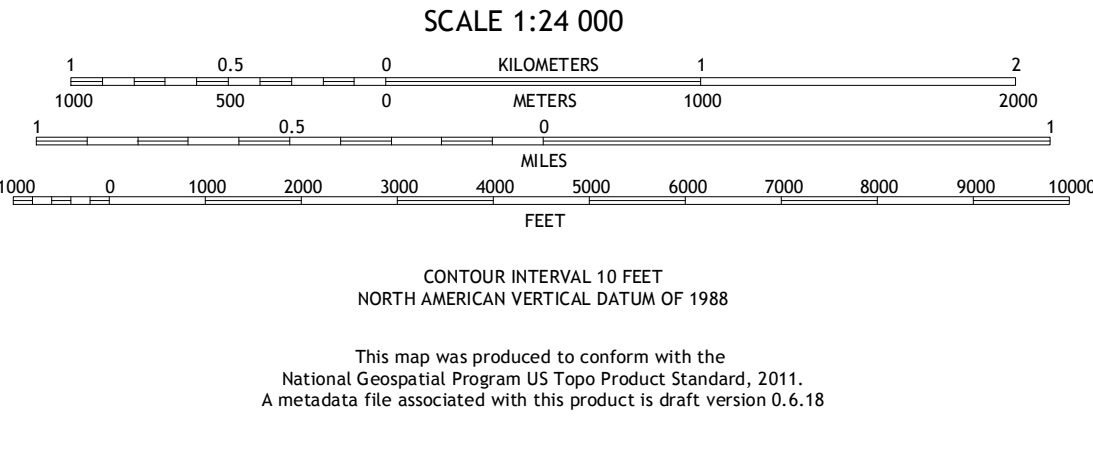 SCALE 1:24 000
1 0.5 0 KILOMETERS 1 2
1000 500 0 METERS 1000 2000
1 0.5 0 1
MILES
1000 0 1000 2000 3000 4000 5000 6000 7000 8000 9000 10000
FEET
CONTOUR INTERVAL 10 FEET
NORTH AMERICAN VERTICAL DATUM OF 1988
This map was produced to conform with the
National Geospatial Program US Topo Product Standard, 2011.
A metadata file associated with this product is draft version 0.6.18